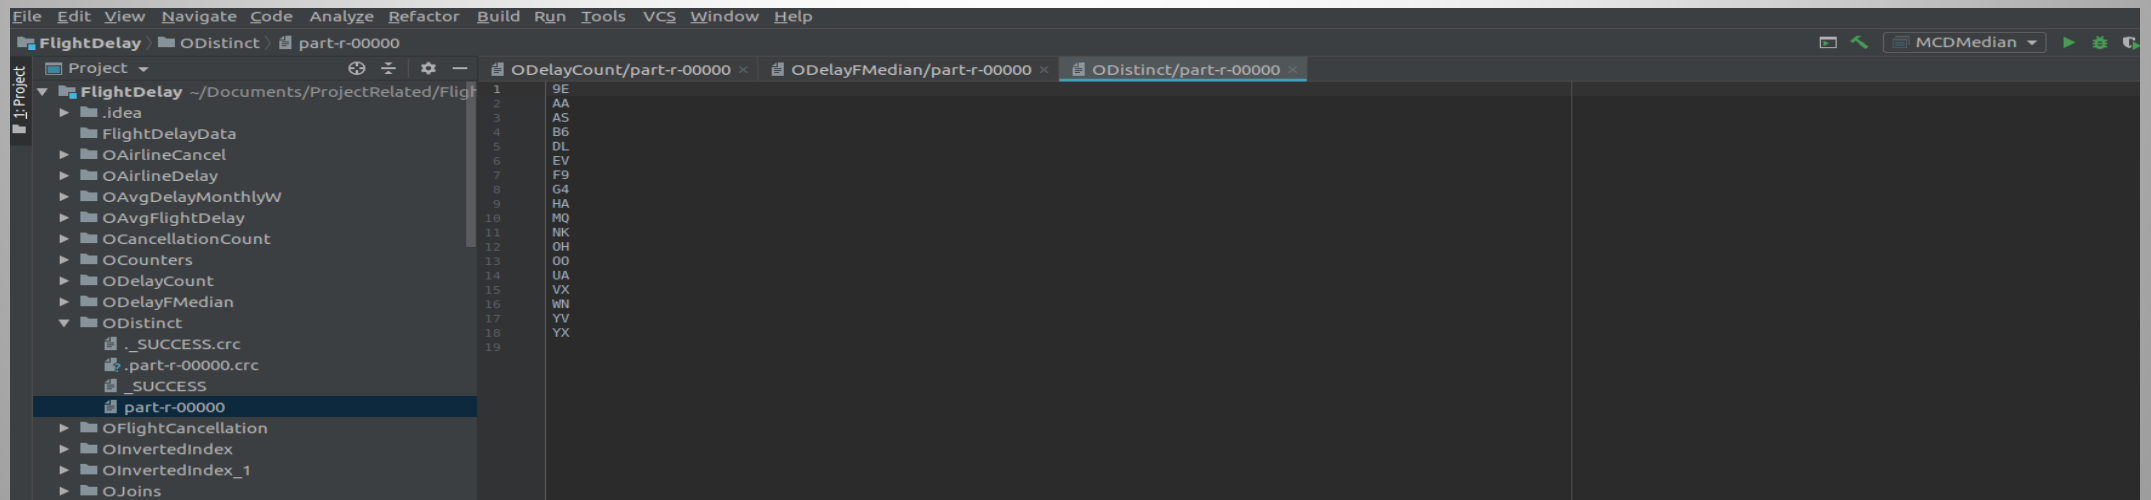 File Edit View Navigate Code Analyze Refactor Build Run Tools VCS Window Help
FlightDelay ODistinct part-r-00000 MCDMedian
1: Project
Project
ODelayCount/part-r-00000 ODelayFMedian/part-r-00000 ODistinct/part-r-00000
FlightDelay ~/Documents/ProjectRelated/Fligh
.idea
FlightDelayData
OAirlineCancel
OAirlineDelay
OAvgDelayMonthlyW
OAvgFlightDelay
OCancellationCount
OCounters
ODelayCount
ODelayFMedian
ODistinct
._SUCCESS.crc
.part-r-00000.crc
_SUCCESS
part-r-00000
OFlightCancellation
OInvertedIndex
OInvertedIndex_1
OJoins
1 9E
2 AA
3 AS
4 B6
5 DL
6 EV
7 F9
8 G4
9 HA
10 MQ
11 NK
12 OH
13 OO
14 UA
15 VX
16 WN
17 YV
18 YX
19